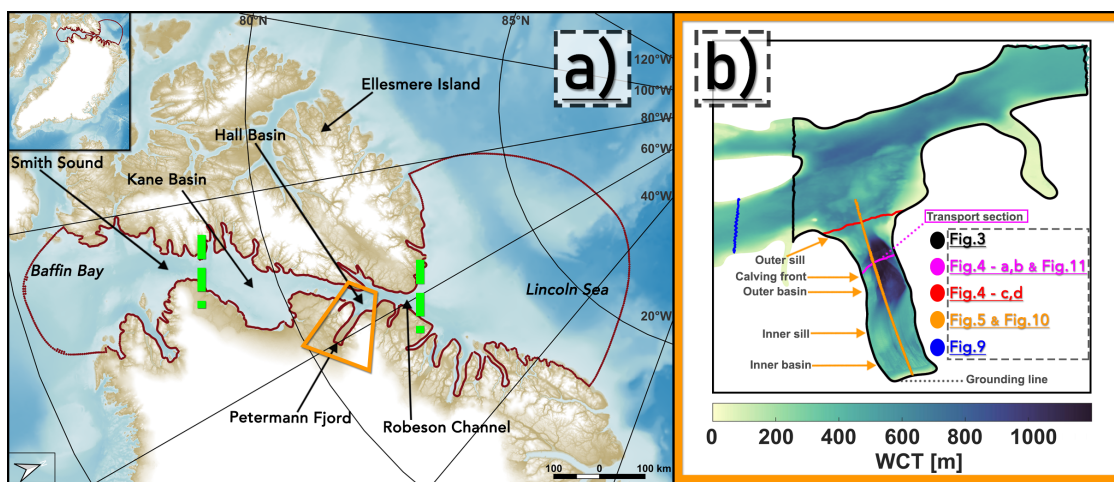 80°N
85°N
a)
120°W
100°W
80°W
60°W
40°W
20°W
Ellesmere Island
Hall Basin
Smith Sound
Kane Basin
Baffin Bay
Lincoln Sea
Petermann Fjord
Robeson Channel
100 0 100 km
b)
Transport section
Outer sill
Calving front
Outer basin
Inner sill
Inner basin
Grounding line
Fig.3
Fig.4 - a,b & Fig.11
Fig.4 - c,d
Fig.5 & Fig.10
Fig.9
0 200 400 600 800 1000
WCT [m]